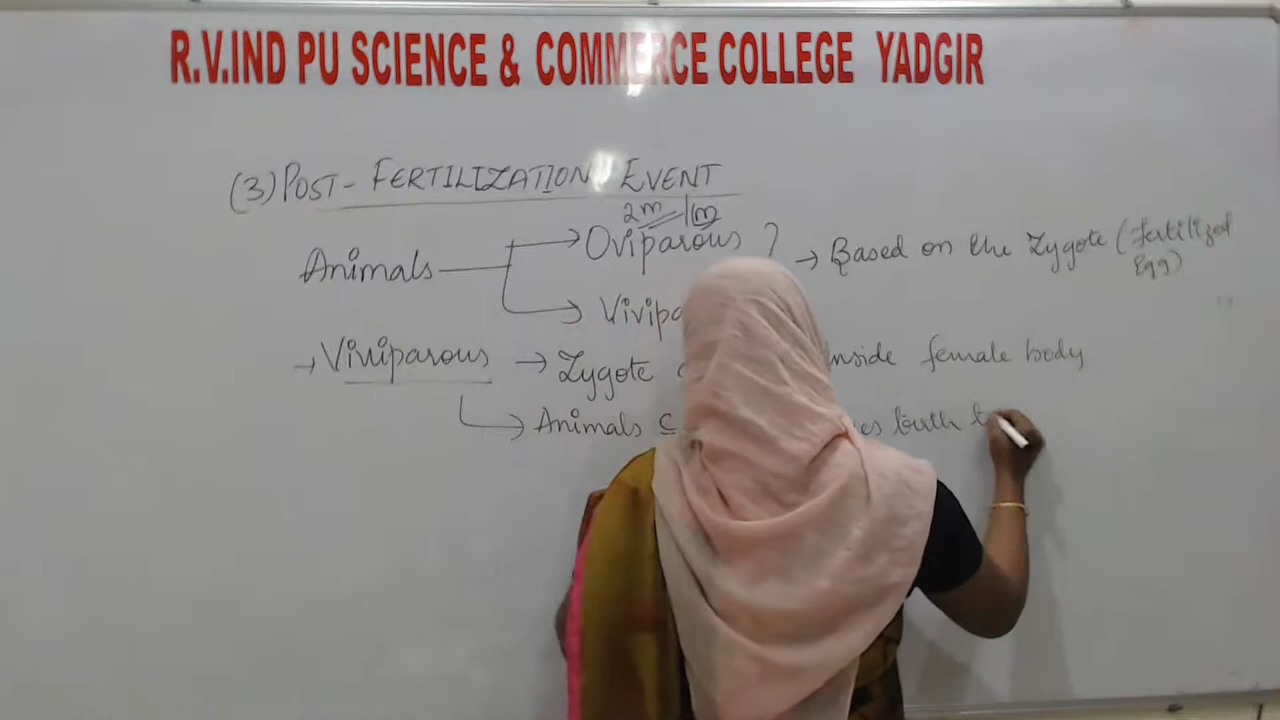 R.V.IND PU SCIENCE & COMMERCE COLLEGE YADGIR
(3) POST-FERTILIZATION EVENT
2m 1m
Animals → Oviparous → Based on the Zygote (fertilized Egg)
→ Vivipa
→ Viviparous → Zygote inside female body
→ Animals birth